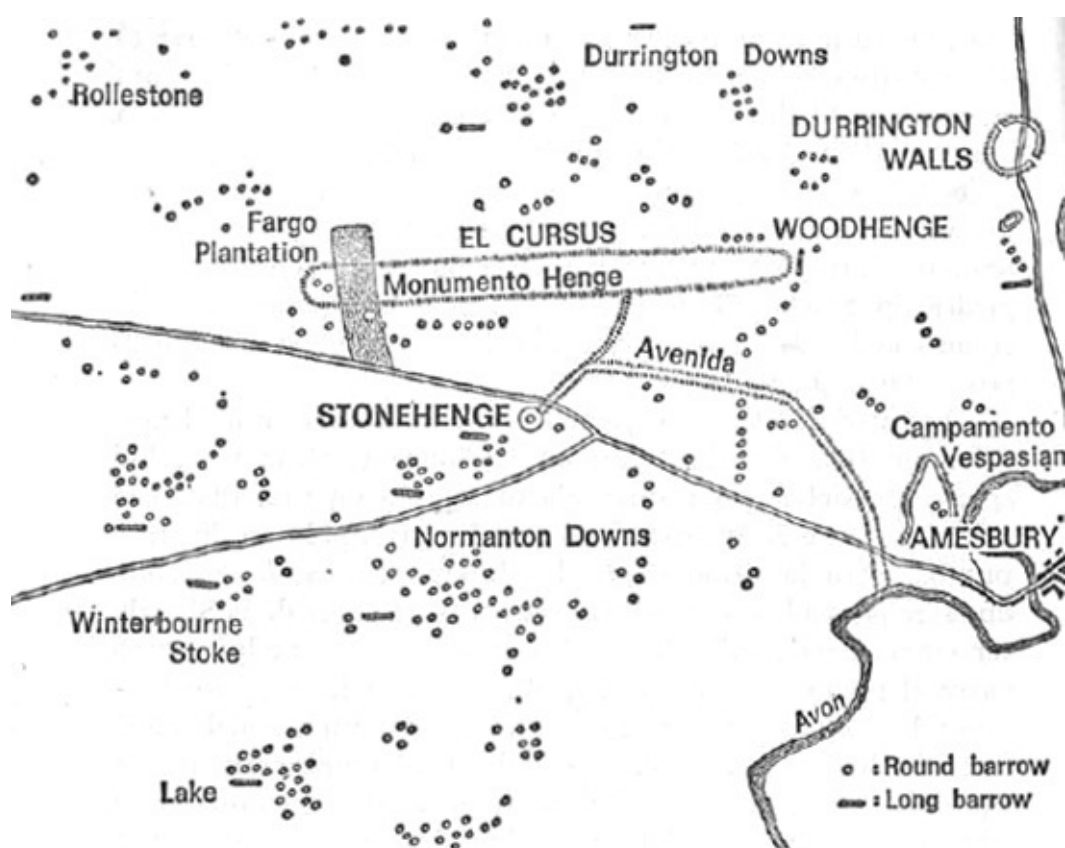 Durrington Downs
Rollestone
DURRINGTON
WALLS
Fargo
Plantation
EL CURSUS
WOODHENGE
Monumento Henge
Avenida
STONEHENGE
Campamento
Vespasian
AMESBURY
Normanton Downs
Winterbourne
Stoke
Avon
Lake
: Round barrow
: Long barrow